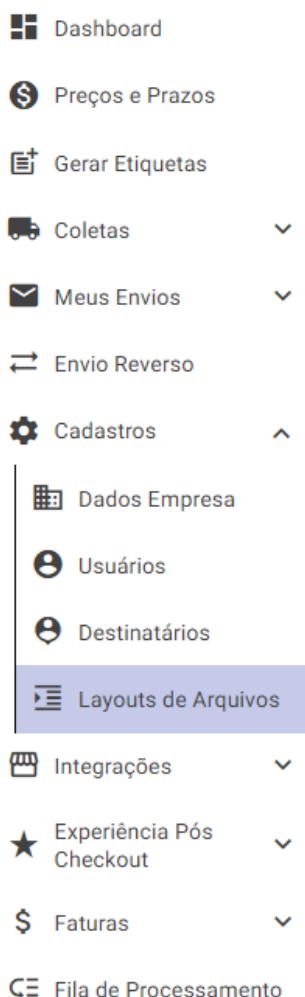 Dashboard
Preços e Prazos
Gerar Etiquetas
Coletas
Meus Envios
Envio Reverso
Cadastros
Dados Empresa
Usuários
Destinatários
Layouts de Arquivos
Integrações
Experiência Pós
Checkout
Faturas
Fila de Processamento